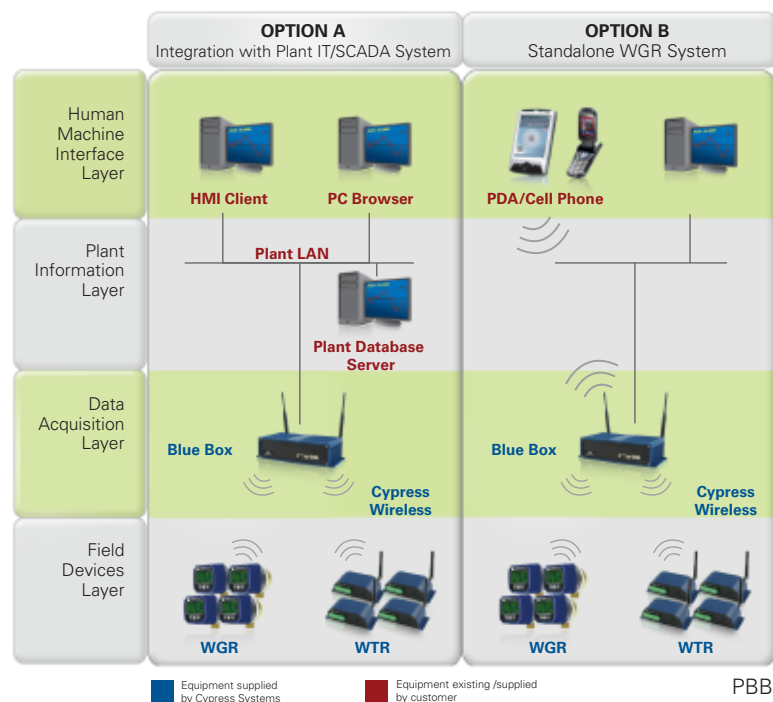 OPTION A
Integration with Plant IT/SCADA System
OPTION B
Standalone WGR System
Human
Machine
Interface
Layer
HMI Client
PC Browser
PDA/Cell Phone
Plant
Information
Layer
Plant LAN
Plant Database
Server
Data
Acquisition
Layer
Blue Box
Cypress
Wireless
Blue Box
Cypress
Wireless
Field
Devices
Layer
WGR
WTR
WGR
WTR
Equipment supplied
by Cypress Systems
Equipment existing /supplied
by customer
PBB